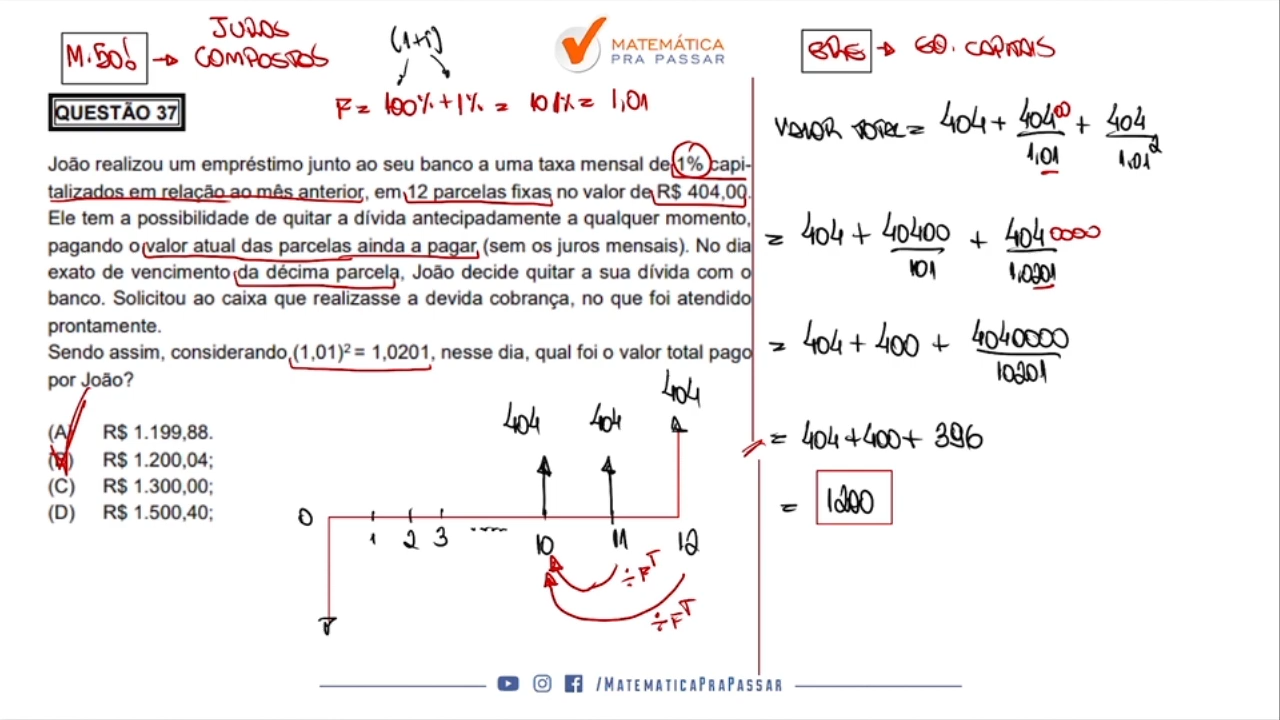 M.50! → JUROS
COMPOSTOS
(1+i)
F = 100% + 1% = 101% = 1,01
MATEMÁTICA
PRA PASSAR
QUESTÃO 37
João realizou um empréstimo junto ao seu banco a uma taxa mensal de 1% capi-
talizados em relação ao mês anterior, em 12 parcelas fixas no valor de R$ 404,00.
Ele tem a possibilidade de quitar a dívida antecipadamente a qualquer momento,
pagando o valor atual das parcelas ainda a pagar (sem os juros mensais). No dia
exato de vencimento da décima parcela, João decide quitar a sua dívida com o
banco. Solicitou ao caixa que realizasse a devida cobrança, no que foi atendido
prontamente.
Sendo assim, considerando (1,01)² = 1,0201, nesse dia, qual foi o valor total pago
por João?
(A) R$ 1.199,88.
(B) R$ 1.200,04;
(C) R$ 1.300,00;
(D) R$ 1.500,40;
404 404 404
0 1 2 3 ..... 10 11 12
÷F^T
÷F^T
→ EQ. CAPITAIS
VALOR TOTAL = 404 + 40400/1,01 + 404/1,01²
= 404 + 40400/101 + 4040000/1,0201
= 404 + 400 + 4040000/10201
= 404 + 400 + 396
= 1200
/MATEMATICAPRAPASSAR